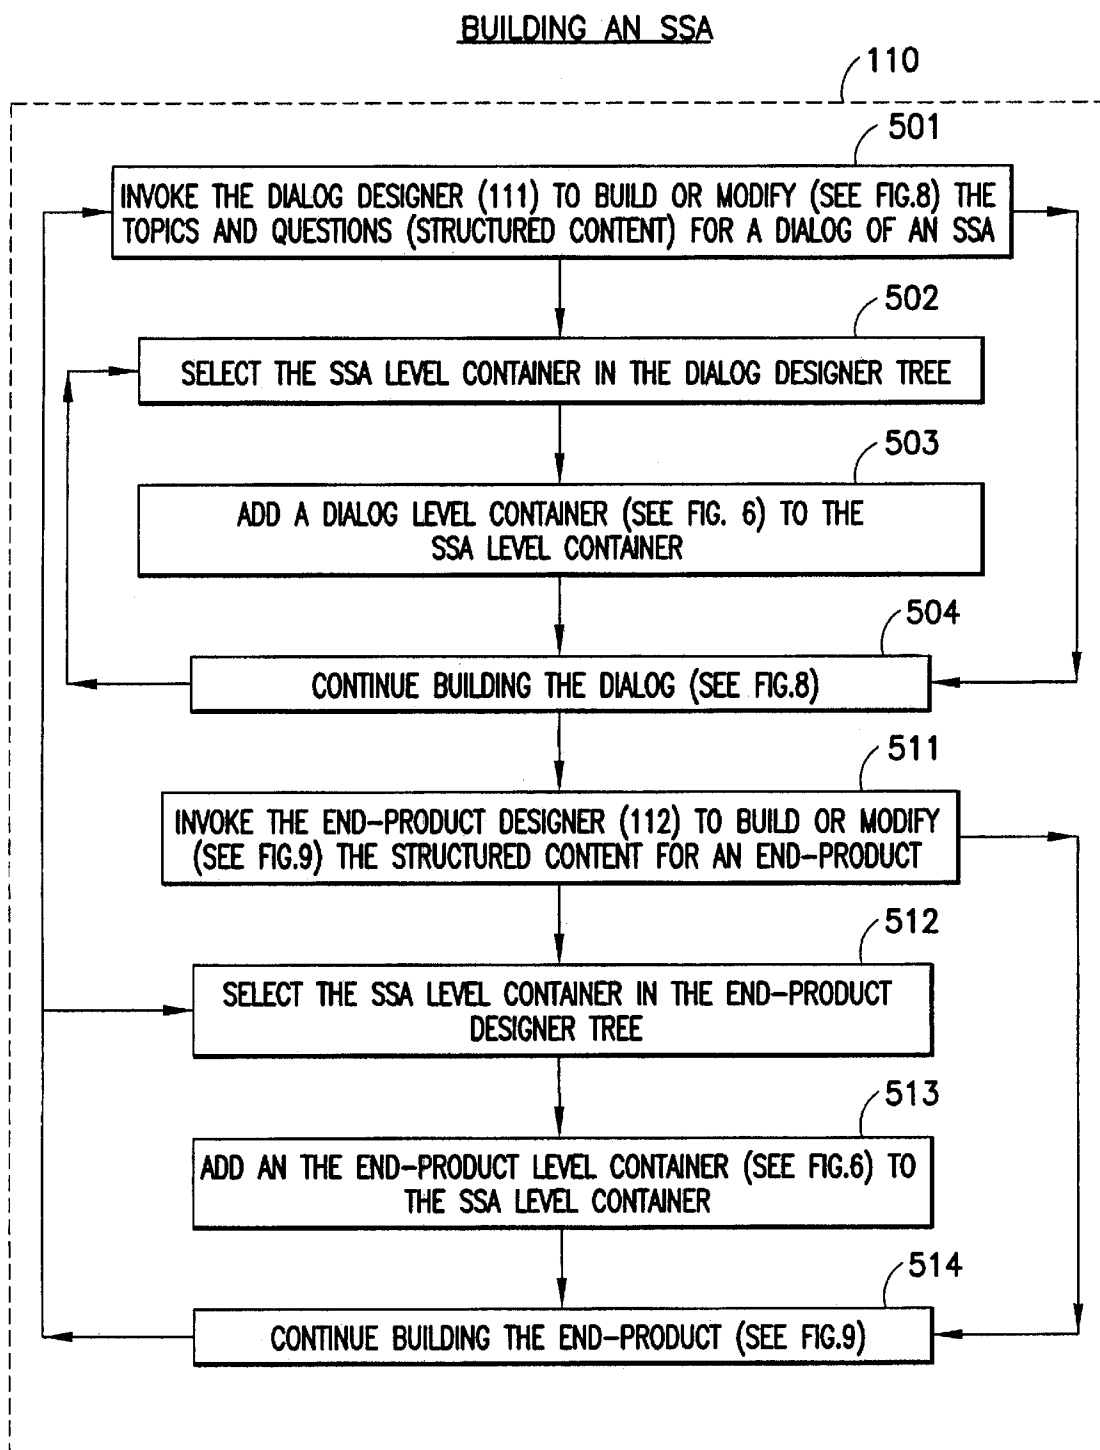 BUILDING AN SSA
110
501
INVOKE THE DIALOG DESIGNER (111) TO BUILD OR MODIFY (SEE FIG.8) THE
TOPICS AND QUESTIONS (STRUCTURED CONTENT) FOR A DIALOG OF AN SSA
502
SELECT THE SSA LEVEL CONTAINER IN THE DIALOG DESIGNER TREE
503
ADD A DIALOG LEVEL CONTAINER (SEE FIG. 6) TO THE
SSA LEVEL CONTAINER
504
CONTINUE BUILDING THE DIALOG (SEE FIG.8)
511
INVOKE THE END-PRODUCT DESIGNER (112) TO BUILD OR MODIFY
(SEE FIG.9) THE STRUCTURED CONTENT FOR AN END-PRODUCT
512
SELECT THE SSA LEVEL CONTAINER IN THE END-PRODUCT
DESIGNER TREE
513
ADD AN THE END-PRODUCT LEVEL CONTAINER (SEE FIG.6) TO
THE SSA LEVEL CONTAINER
514
CONTINUE BUILDING THE END-PRODUCT (SEE FIG.9)